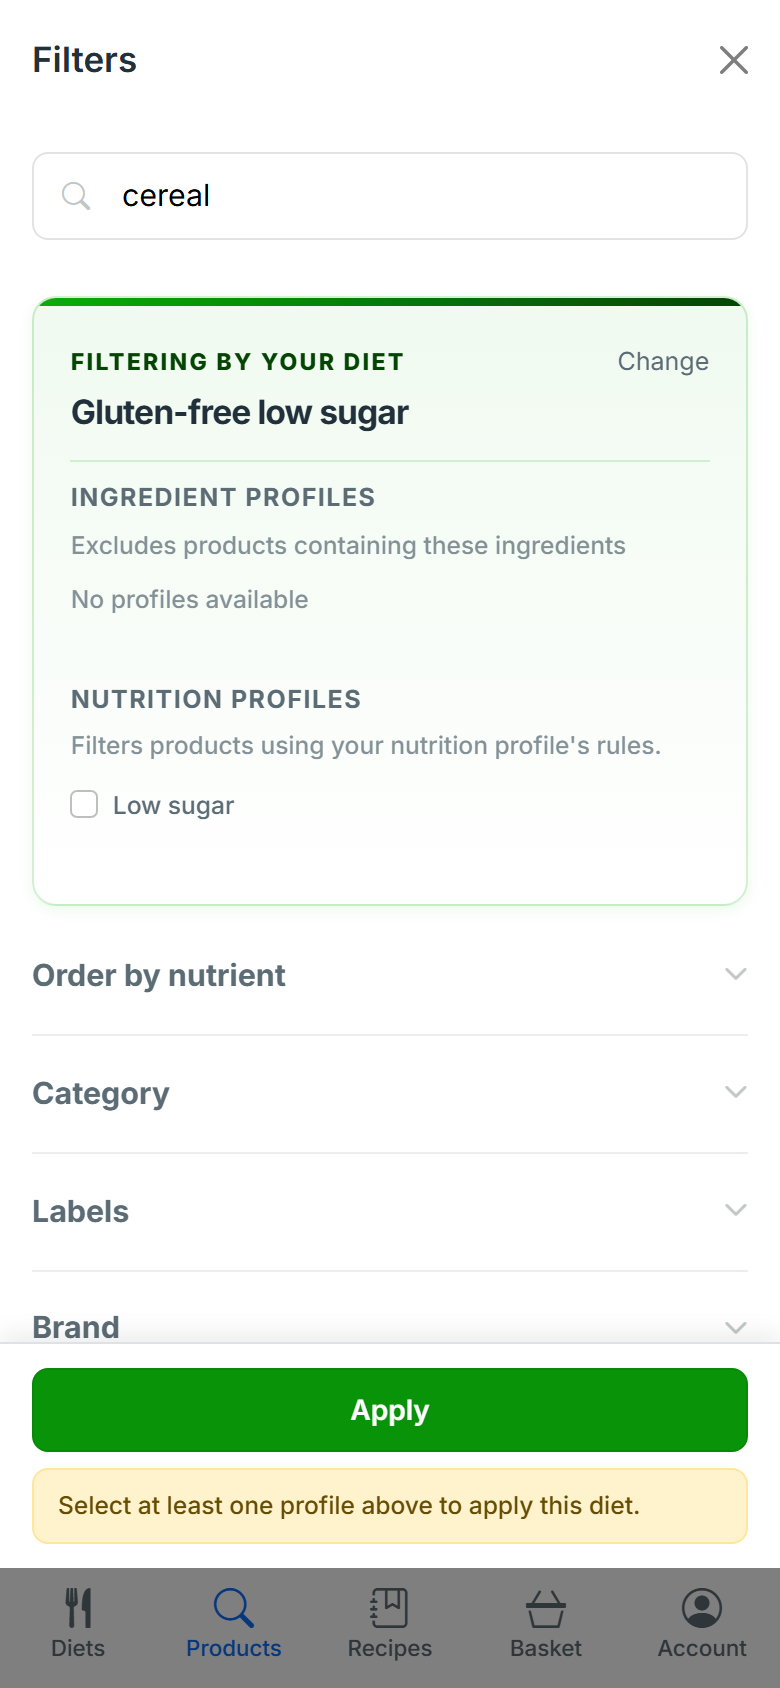 Filters
cereal
FILTERING BY YOUR DIET
Change
Gluten-free low sugar
INGREDIENT PROFILES
Excludes products containing these ingredients
No profiles available
NUTRITION PROFILES
Filters products using your nutrition profile's rules.
Low sugar
Order by nutrient
Category
Labels
Brand
Apply
Select at least one profile above to apply this diet.
Diets
Products
Recipes
Basket
Account